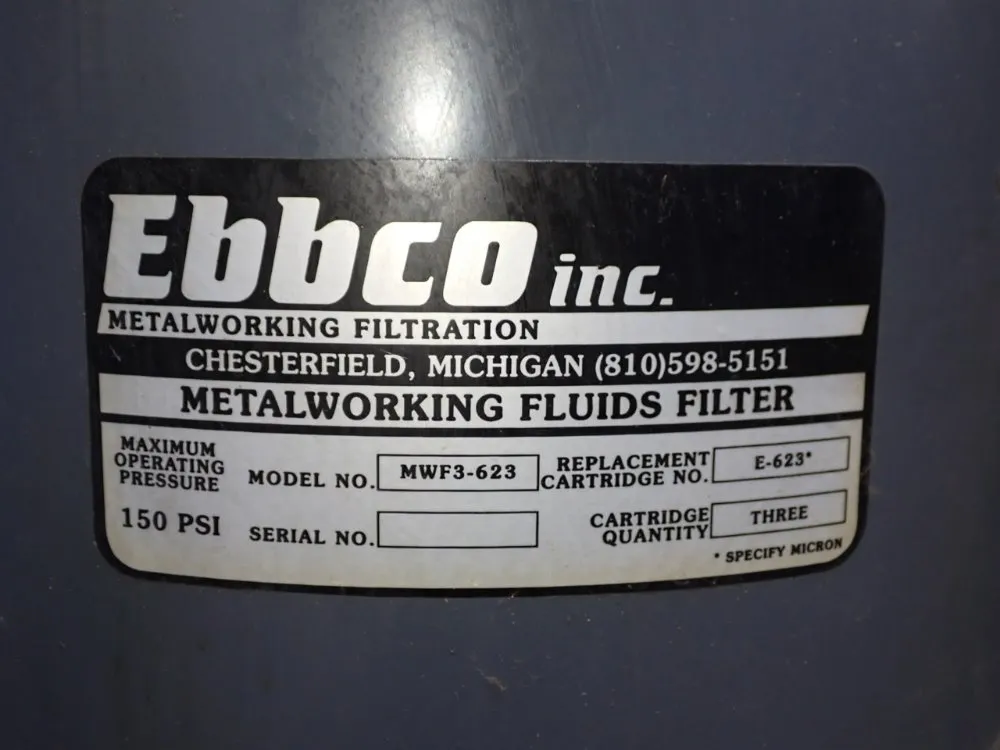 Ebbco inc.
METALWORKING FILTRATION
CHESTERFIELD, MICHIGAN (810)598-5151
METALWORKING FLUIDS FILTER
MAXIMUM
OPERATING
PRESSURE
150 PSI
MODEL NO. MWF3-623
SERIAL NO.
REPLACEMENT
CARTRIDGE NO. E-623*
CARTRIDGE
QUANTITY THREE
* SPECIFY MICRON